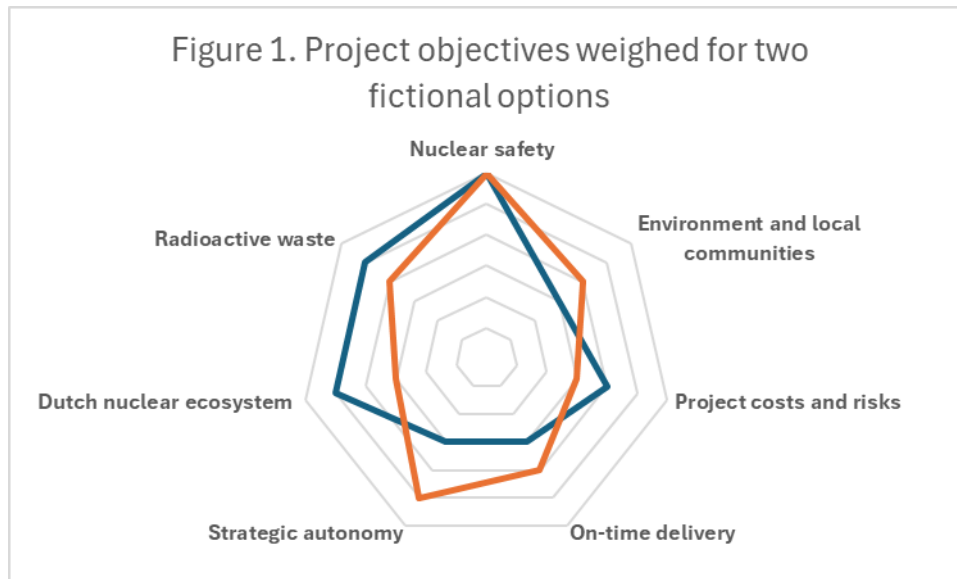 Figure 1. Project objectives weighed for two
fictional options
Nuclear safety
Environment and local
communities
Radioactive waste
Project costs and risks
Dutch nuclear ecosystem
On-time delivery
Strategic autonomy